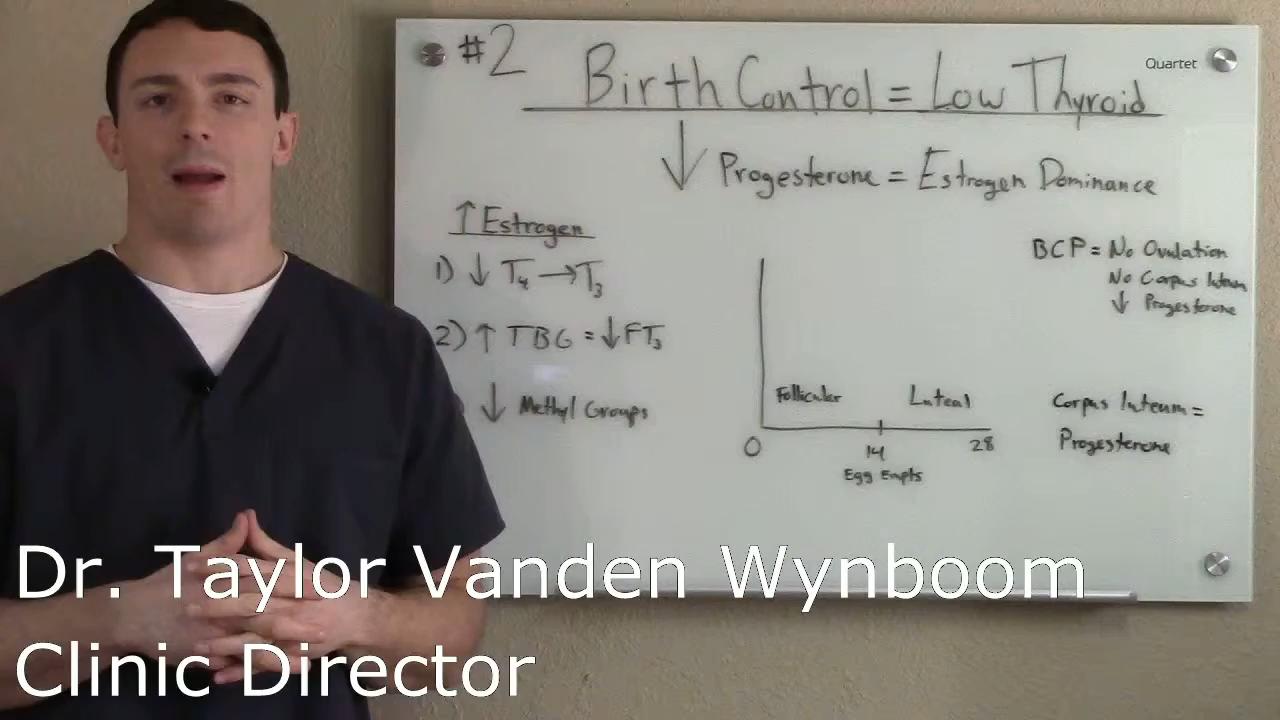 #2 Birth Control = Low Thyroid
Quartet
↓ Progesterone = Estrogen Dominance
↑ Estrogen
1) ↓ T4 → T3
2) ↑ TBG = ↓ FT3
↓ Methyl Groups
BCP = No Ovulation
No Corpus luteum
↓ Progesterone
Follicular Luteal
0 14 28
Egg Erupts
Corpus luteum =
Progesterone
Dr. Taylor Vanden Wynboom
Clinic Director